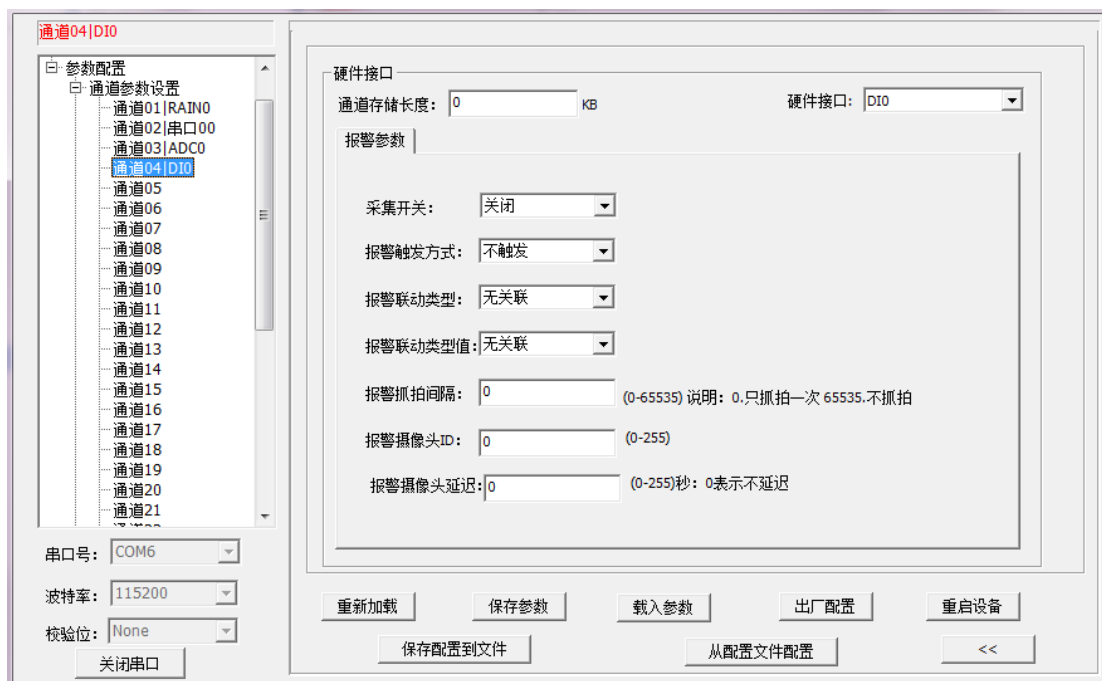 通道04|DI0
参数配置
通道参数设置
通道01|RAIN0
通道02|串口00
通道03|ADC0
通道04|DI0
通道05
通道06
通道07
通道08
通道09
通道10
通道11
通道12
通道13
通道14
通道15
通道16
通道17
通道18
通道19
通道20
通道21
串口号: COM6
波特率: 115200
校验位: None
关闭串口
硬件接口
通道存储长度: 0 KB 硬件接口: DI0
报警参数
采集开关: 关闭
报警触发方式: 不触发
报警联动类型: 无关联
报警联动类型值: 无关联
报警抓拍间隔: 0 (0-65535) 说明: 0.只抓拍一次 65535.不抓拍
报警摄像头ID: 0 (0-255)
报警摄像头延迟: 0 (0-255)秒: 0表示不延迟
重新加载 保存参数 载入参数 出厂配置 重启设备
保存配置到文件 从配置文件配置 <<